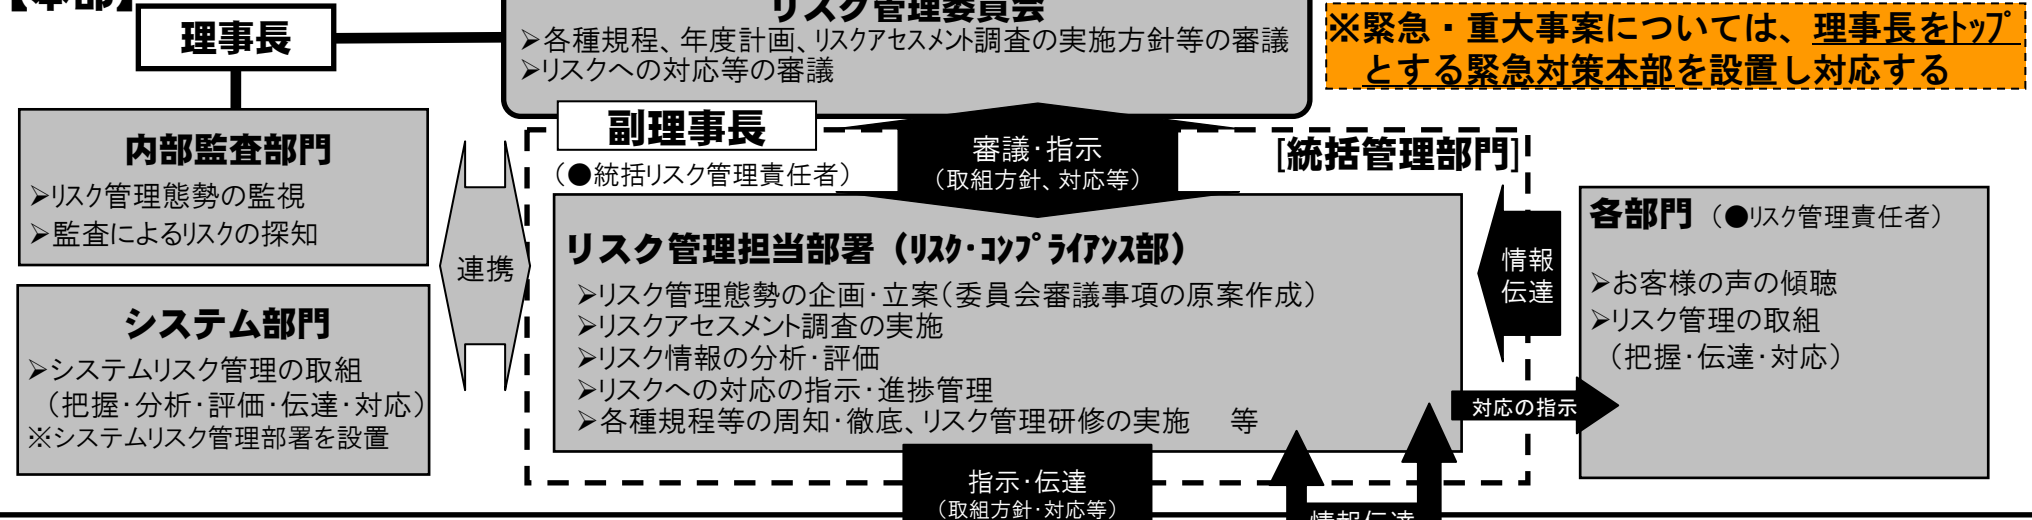 【本部】
理事長
リスク管理委員会
➢各種規程、年度計画、リスクアセスメント調査の実施方針等の審議
➢リスクへの対応等の審議
※緊急・重大事案については、理事長をトップ
とする緊急対策本部を設置し対応する
内部監査部門
➢リスク管理態勢の監視
➢監査によるリスクの探知
システム部門
➢システムリスク管理の取組
（把握･分析･評価･伝達･対応）
※システムリスク管理部署を設置
連携
副理事長
（●統括リスク管理責任者）
審議･指示
（取組方針、対応等）
[統括管理部門]
リスク管理担当部署（リスク･コンプライアンス部）
➢リスク管理態勢の企画･立案（委員会審議事項の原案作成）
➢リスクアセスメント調査の実施
➢リスク情報の分析･評価
➢リスクへの対応の指示･進捗管理
➢各種規程等の周知･徹底、リスク管理研修の実施　等
情報
伝達
対応の指示
各部門（●リスク管理責任者）
➢お客様の声の傾聴
➢リスク管理の取組
（把握･伝達･対応）
指示･伝達
（取組方針･対応等）
情報伝達